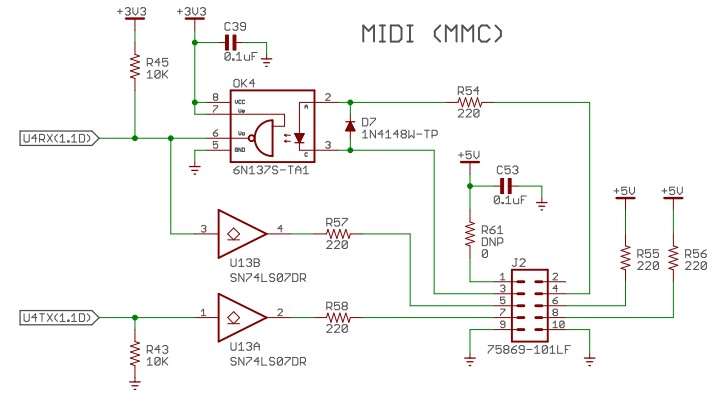 +3V3
+3V3
MIDI (MMC)
C39
0.1uF
R45
10K
OK4
8
VCC
7
Ve
6
Vo
5
GND
2
A
3
C
6N137S-TA1
R54
220
D7
1N4148W-TP
U4RX(1.1D)
+5V
C53
0.1uF
R61
DNP
0
+5V
+5V
3
4
U13B
SN74LS07DR
R57
220
R55
220
R56
220
J2
1
2
3
4
5
6
7
8
9
10
75869-101LF
U4TX(1.1D)
1
2
U13A
SN74LS07DR
R58
220
R43
10K